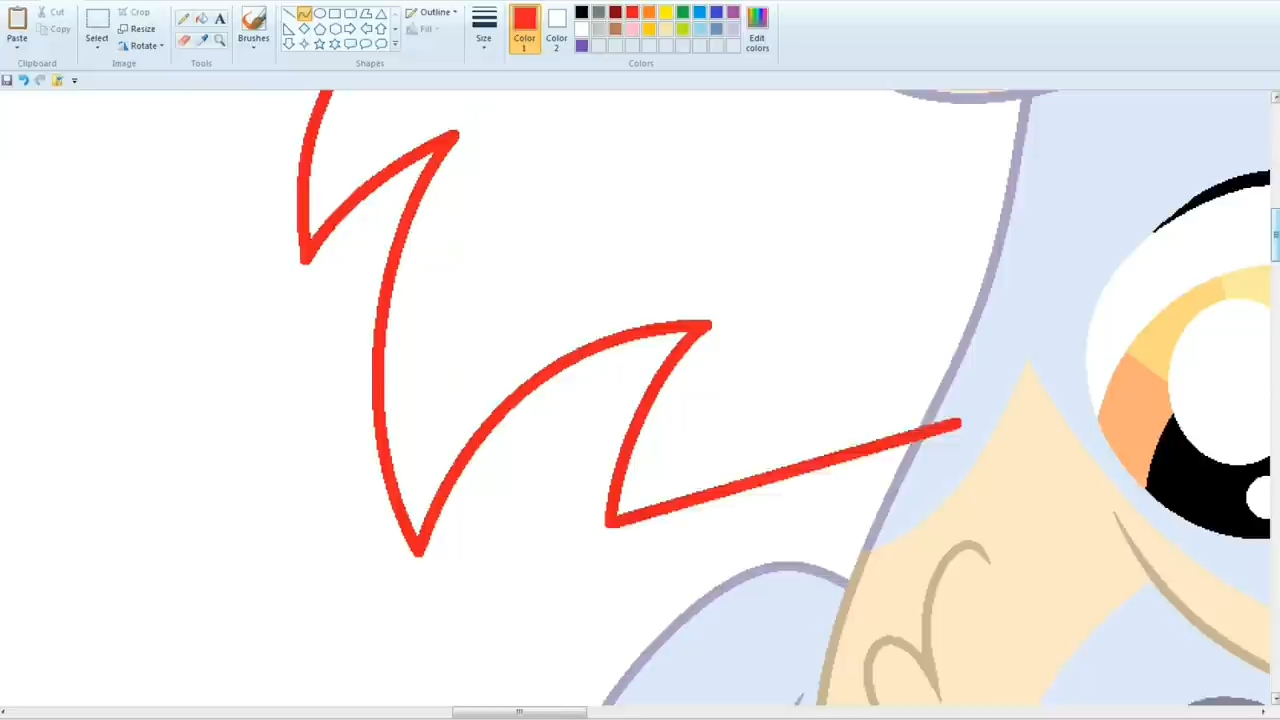 Cut Crop Outline
Paste Copy Select Resize Fill Brushes Size Color 1 Color 2 Edit colors
Rotate A
Clipboard Image Tools Shapes Colors